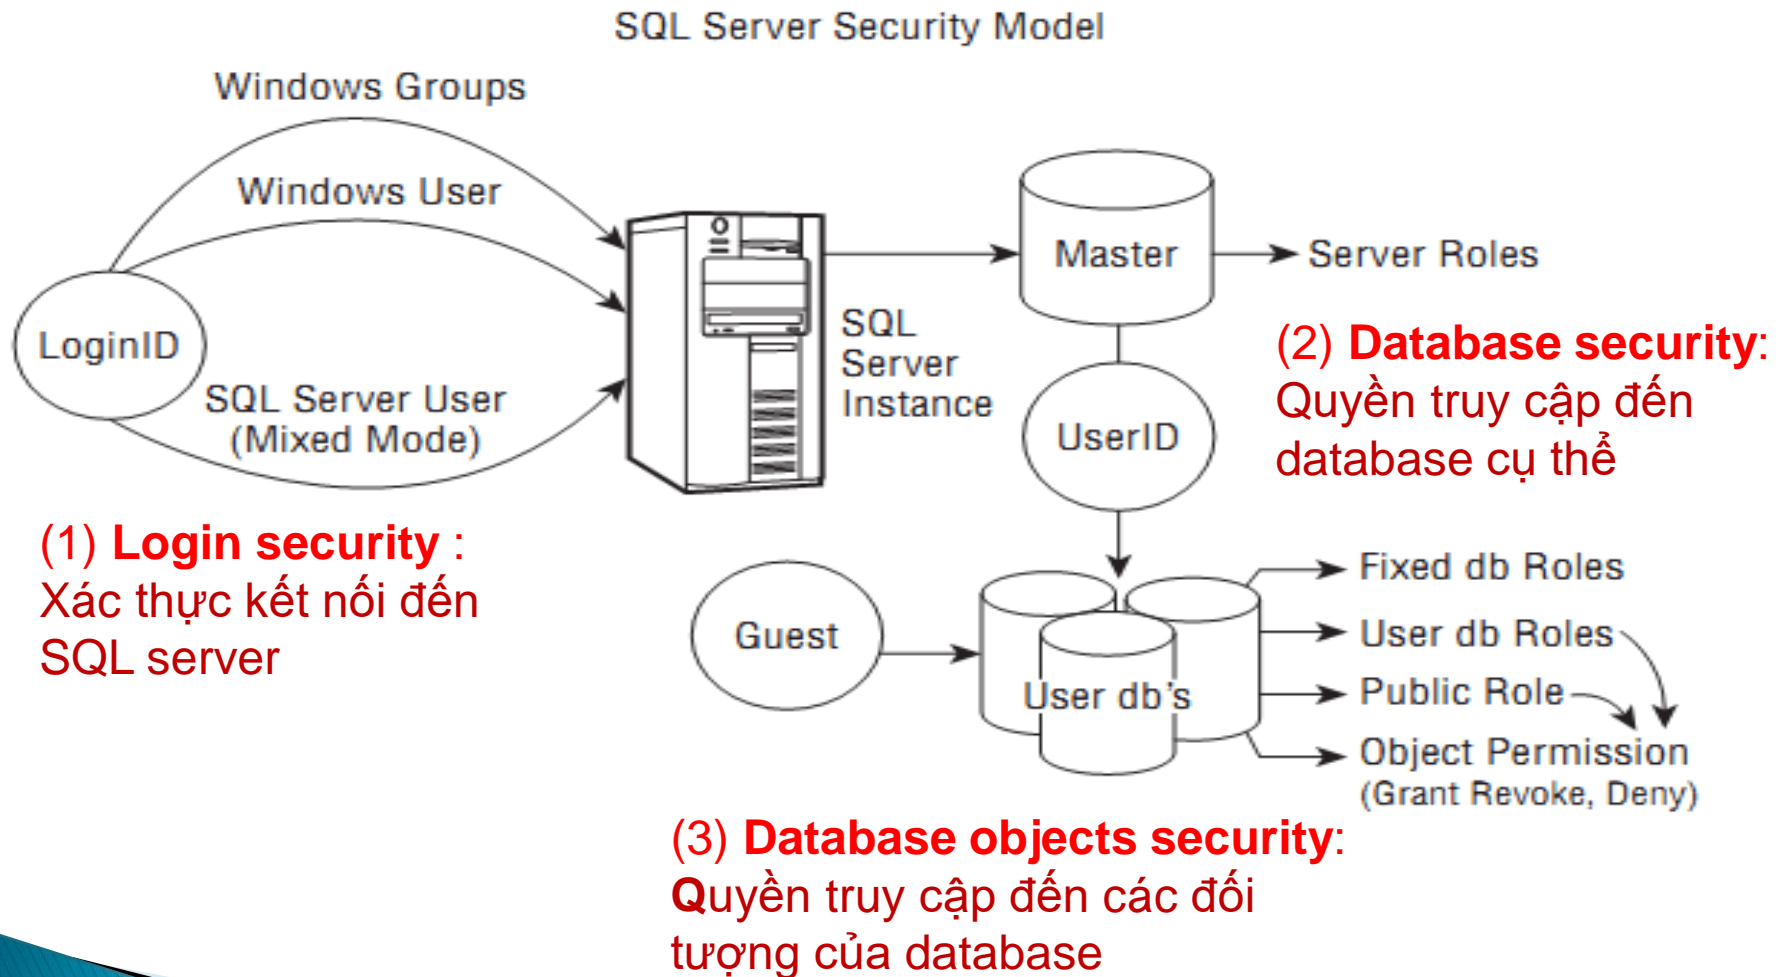 SQL Server Security Model
Windows Groups
Windows User
LoginID
SQL Server User
(Mixed Mode)
SQL
Server
Instance
Master
Server Roles
(1) Login security :
Xác thực kết nối đến
SQL server
(2) Database security:
Quyền truy cập đến
database cụ thể
UserID
Guest
User db's
Fixed db Roles
User db Roles
Public Role
Object Permission
(Grant Revoke, Deny)
(3) Database objects security:
Quyền truy cập đến các đối
tượng của database